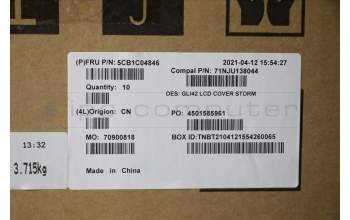 (P)FRU P/N: 5CB1C04846
2021-04-12 15:54:27
Compal P/N: 71NJU138044
Quantity: 10
DES: GLI42 LCD COVER STORM
(4L)Origion: CN
PO: 4501585961
MO: 70900818
BOX ID:TNBT2104121554260065
Made in China
13:32
3.715kg